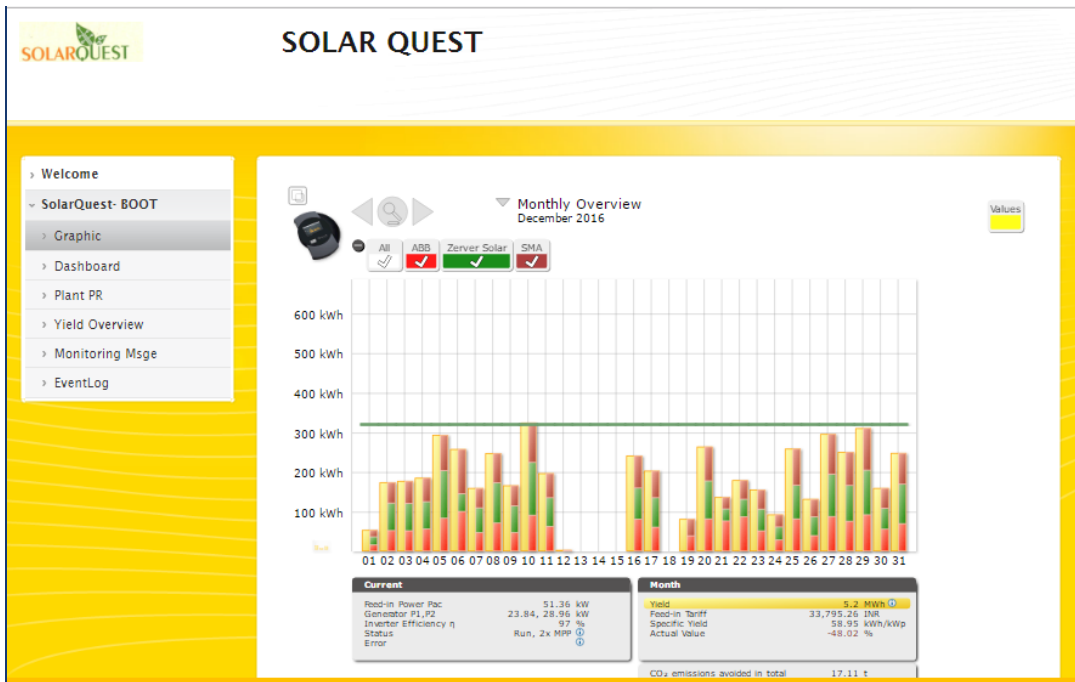 SOLARQUEST
SOLAR QUEST
Welcome
SolarQuest- BOOT
Graphic
Dashboard
Plant PR
Yield Overview
Monitoring Msge
EventLog
Monthly Overview
December 2016
Values
All ABB Zerver Solar SMA
600 kWh
500 kWh
400 kWh
300 kWh
200 kWh
100 kWh
01 02 03 04 05 06 07 08 09 10 11 12 13 14 15 16 17 18 19 20 21 22 23 24 25 26 27 28 29 30 31
Current
Feed-in Power Pac 51.36 kW
Generator P1,P2 23.84, 28.96 kW
Inverter Efficiency η 97 %
Status Run, 2x MPP
Error
Month
Yield 5.2 MWh
Feed-in Tariff 33,795.26 INR
Specific Yield 58.95 kWh/kWp
Actual Value -48.02 %
CO₂ emissions avoided in total 17.11 t